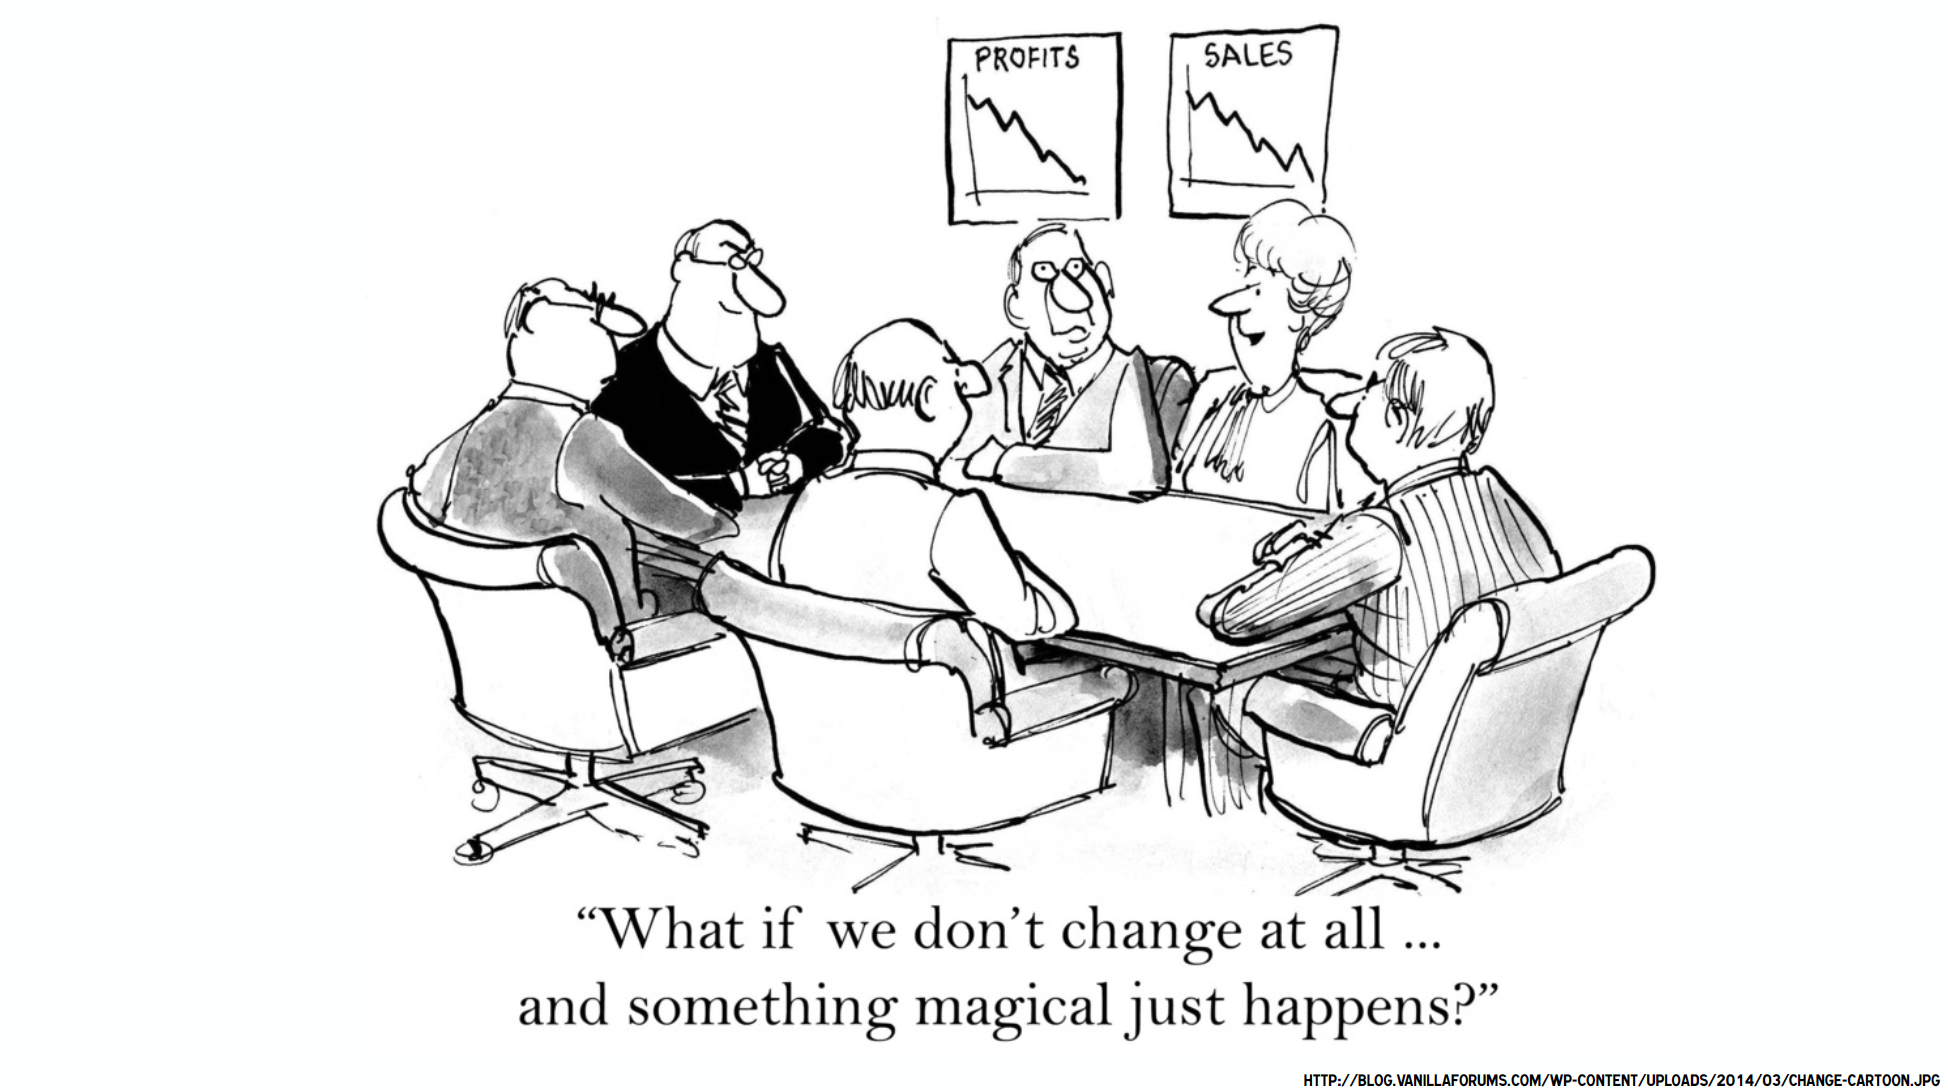 PROFITS
SALES
“What if we don’t change at all ...
and something magical just happens?”
HTTP://BLOG.VANILLAFORUMS.COM/WP-CONTENT/UPLOADS/2014/03/CHANGE-CARTOON.JPG